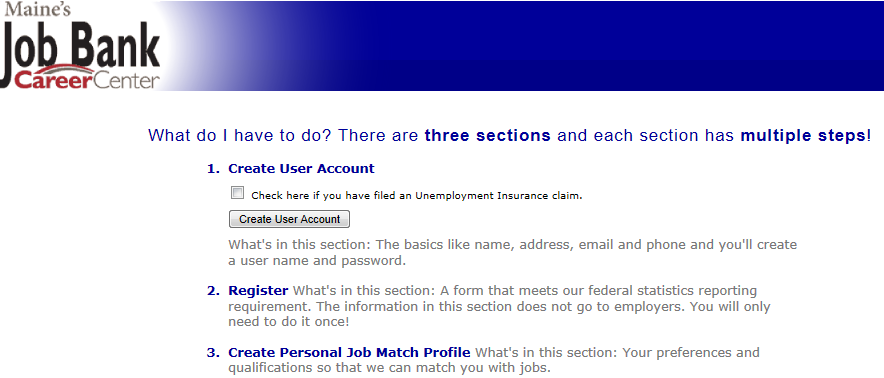 Maine's
Job Bank
CareerCenter
What do I have to do? There are three sections and each section has multiple steps!
1. Create User Account
Check here if you have filed an Unemployment Insurance claim.
Create User Account
What's in this section: The basics like name, address, email and phone and you'll create
a user name and password.
2. Register What's in this section: A form that meets our federal statistics reporting
requirement. The information in this section does not go to employers. You will only
need to do it once!
3. Create Personal Job Match Profile What's in this section: Your preferences and
qualifications so that we can match you with jobs.